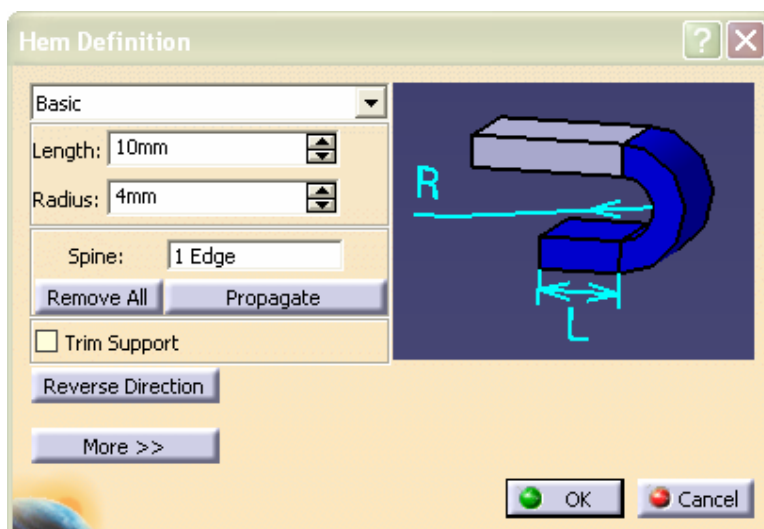 Hem Definition
Basic
Length: 10mm
Radius: 4mm
Spine: 1 Edge
Remove All Propagate
Trim Support
Reverse Direction
More >>
R
L
OK Cancel